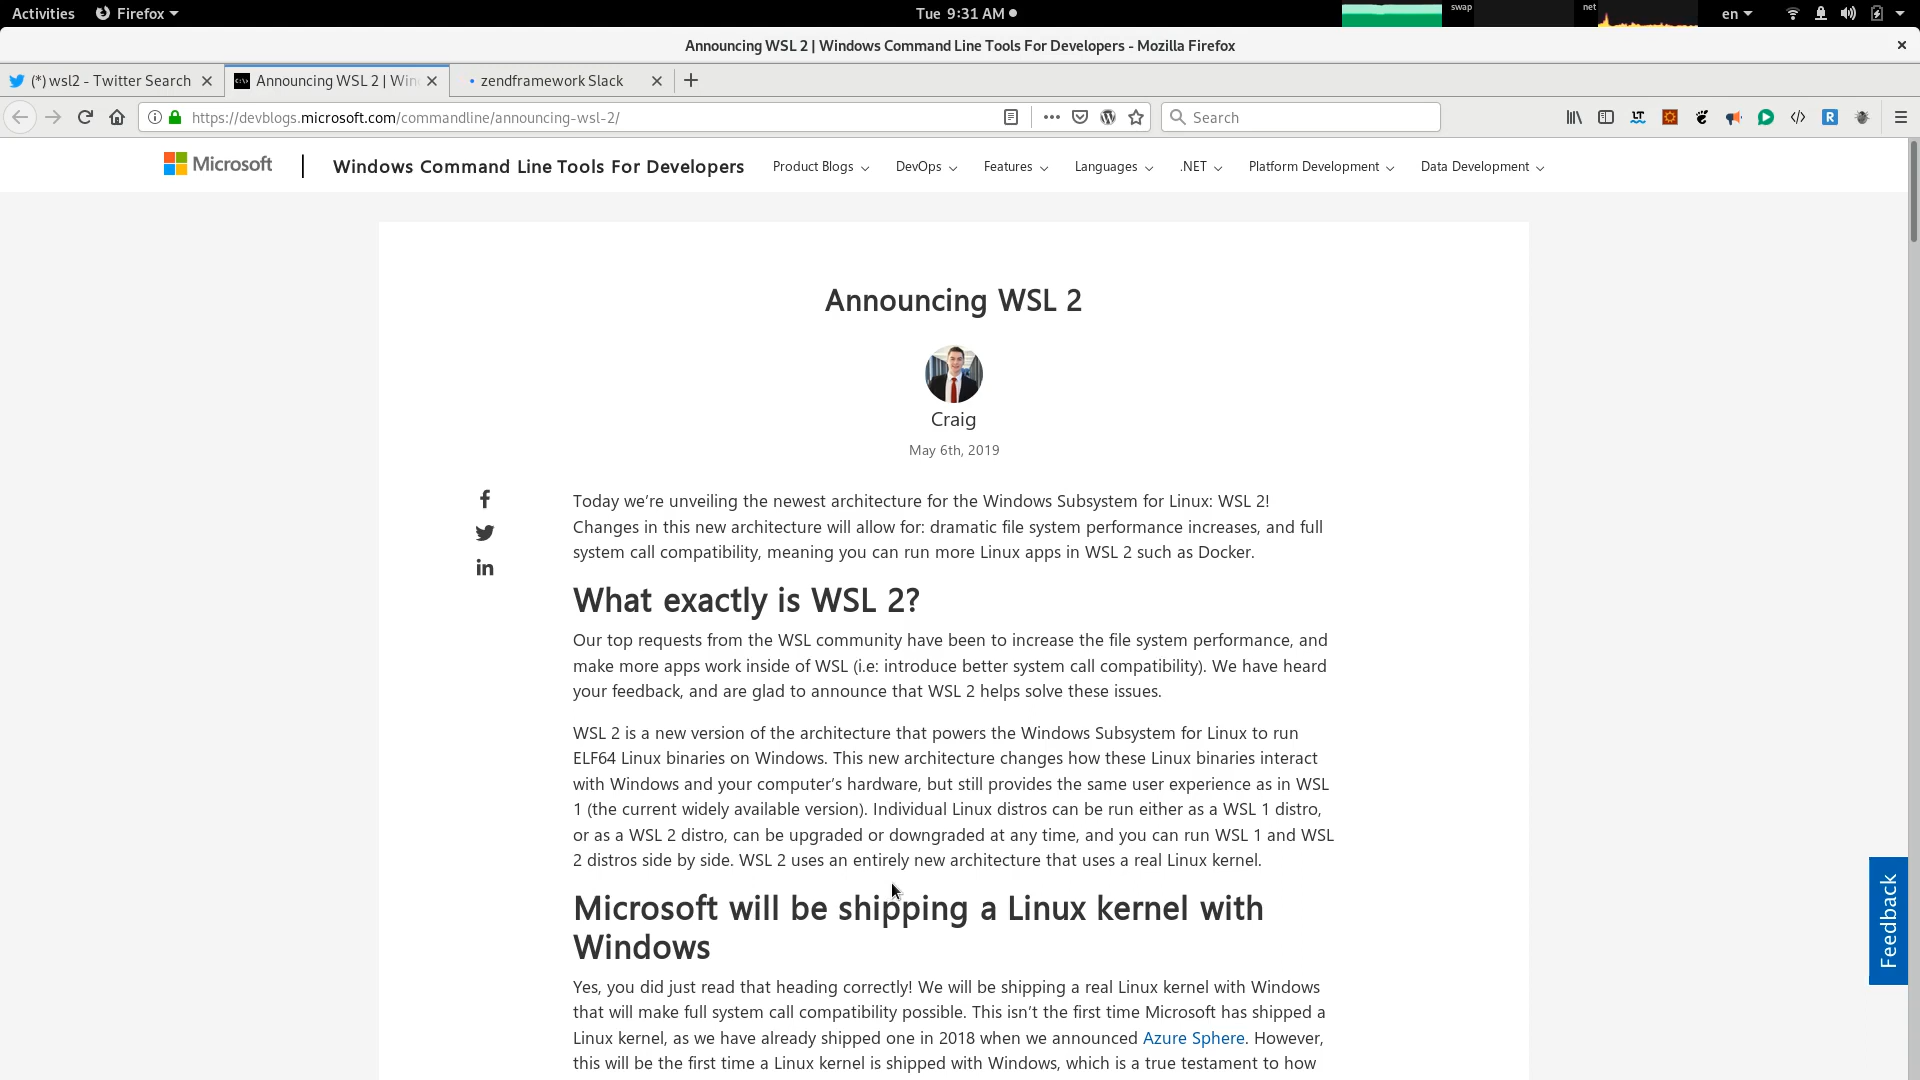 Activities Firefox Tue 9:31 AM swap net en
Announcing WSL 2 | Windows Command Line Tools For Developers - Mozilla Firefox
(*) wsl2 - Twitter Search Announcing WSL 2 | Win zendframework Slack
https://devblogs.microsoft.com/commandline/announcing-wsl-2/ Search
Microsoft | Windows Command Line Tools For Developers Product Blogs DevOps Features Languages .NET Platform Development Data Development
Announcing WSL 2
Craig
May 6th, 2019
Today we’re unveiling the newest architecture for the Windows Subsystem for Linux: WSL 2!
Changes in this new architecture will allow for: dramatic file system performance increases, and full
system call compatibility, meaning you can run more Linux apps in WSL 2 such as Docker.
What exactly is WSL 2?
Our top requests from the WSL community have been to increase the file system performance, and
make more apps work inside of WSL (i.e: introduce better system call compatibility). We have heard
your feedback, and are glad to announce that WSL 2 helps solve these issues.
WSL 2 is a new version of the architecture that powers the Windows Subsystem for Linux to run
ELF64 Linux binaries on Windows. This new architecture changes how these Linux binaries interact
with Windows and your computer’s hardware, but still provides the same user experience as in WSL
1 (the current widely available version). Individual Linux distros can be run either as a WSL 1 distro,
or as a WSL 2 distro, can be upgraded or downgraded at any time, and you can run WSL 1 and WSL
2 distros side by side. WSL 2 uses an entirely new architecture that uses a real Linux kernel.
Microsoft will be shipping a Linux kernel with
Windows
Yes, you did just read that heading correctly! We will be shipping a real Linux kernel with Windows
that will make full system call compatibility possible. This isn’t the first time Microsoft has shipped a
Linux kernel, as we have already shipped one in 2018 when we announced Azure Sphere. However,
this will be the first time a Linux kernel is shipped with Windows, which is a true testament to how
Feedback